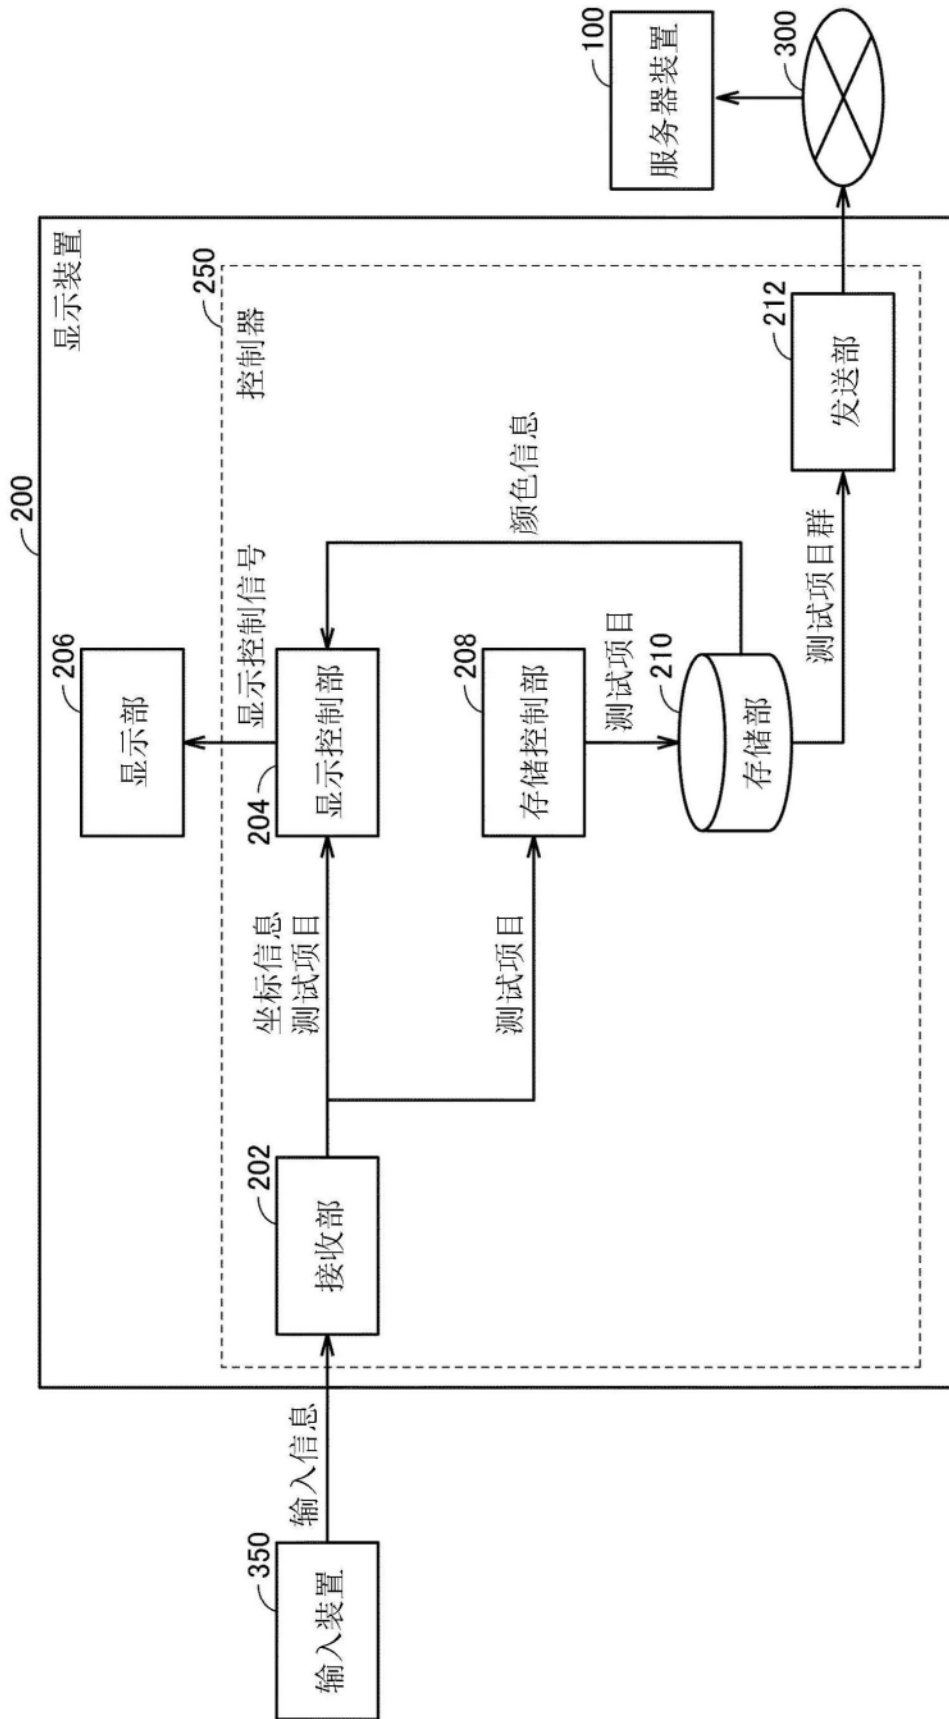 200
显示装置
250
控制器
206
显示部
显示控制信号
350
输入装置
输入信息
202
接收部
坐标信息
测试项目
204
显示控制部
颜色信息
测试项目
208
存储控制部
测试项目
210
存储部
测试项目群
212
发送部
100
服务器装置
300